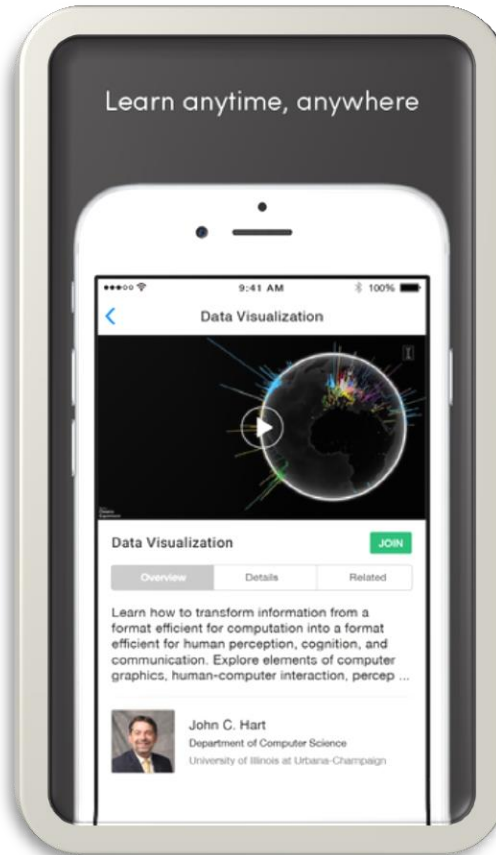 Learn anytime, anywhere
9:41 AM
100%
Data Visualization
Data Visualization
JOIN
Overview
Details
Related
Learn how to transform information from a
format efficient for computation into a format
efficient for human perception, cognition, and
communication. Explore elements of computer
graphics, human-computer interaction, percep ...
John C. Hart
Department of Computer Science
University of Illinois at Urbana-Champaign